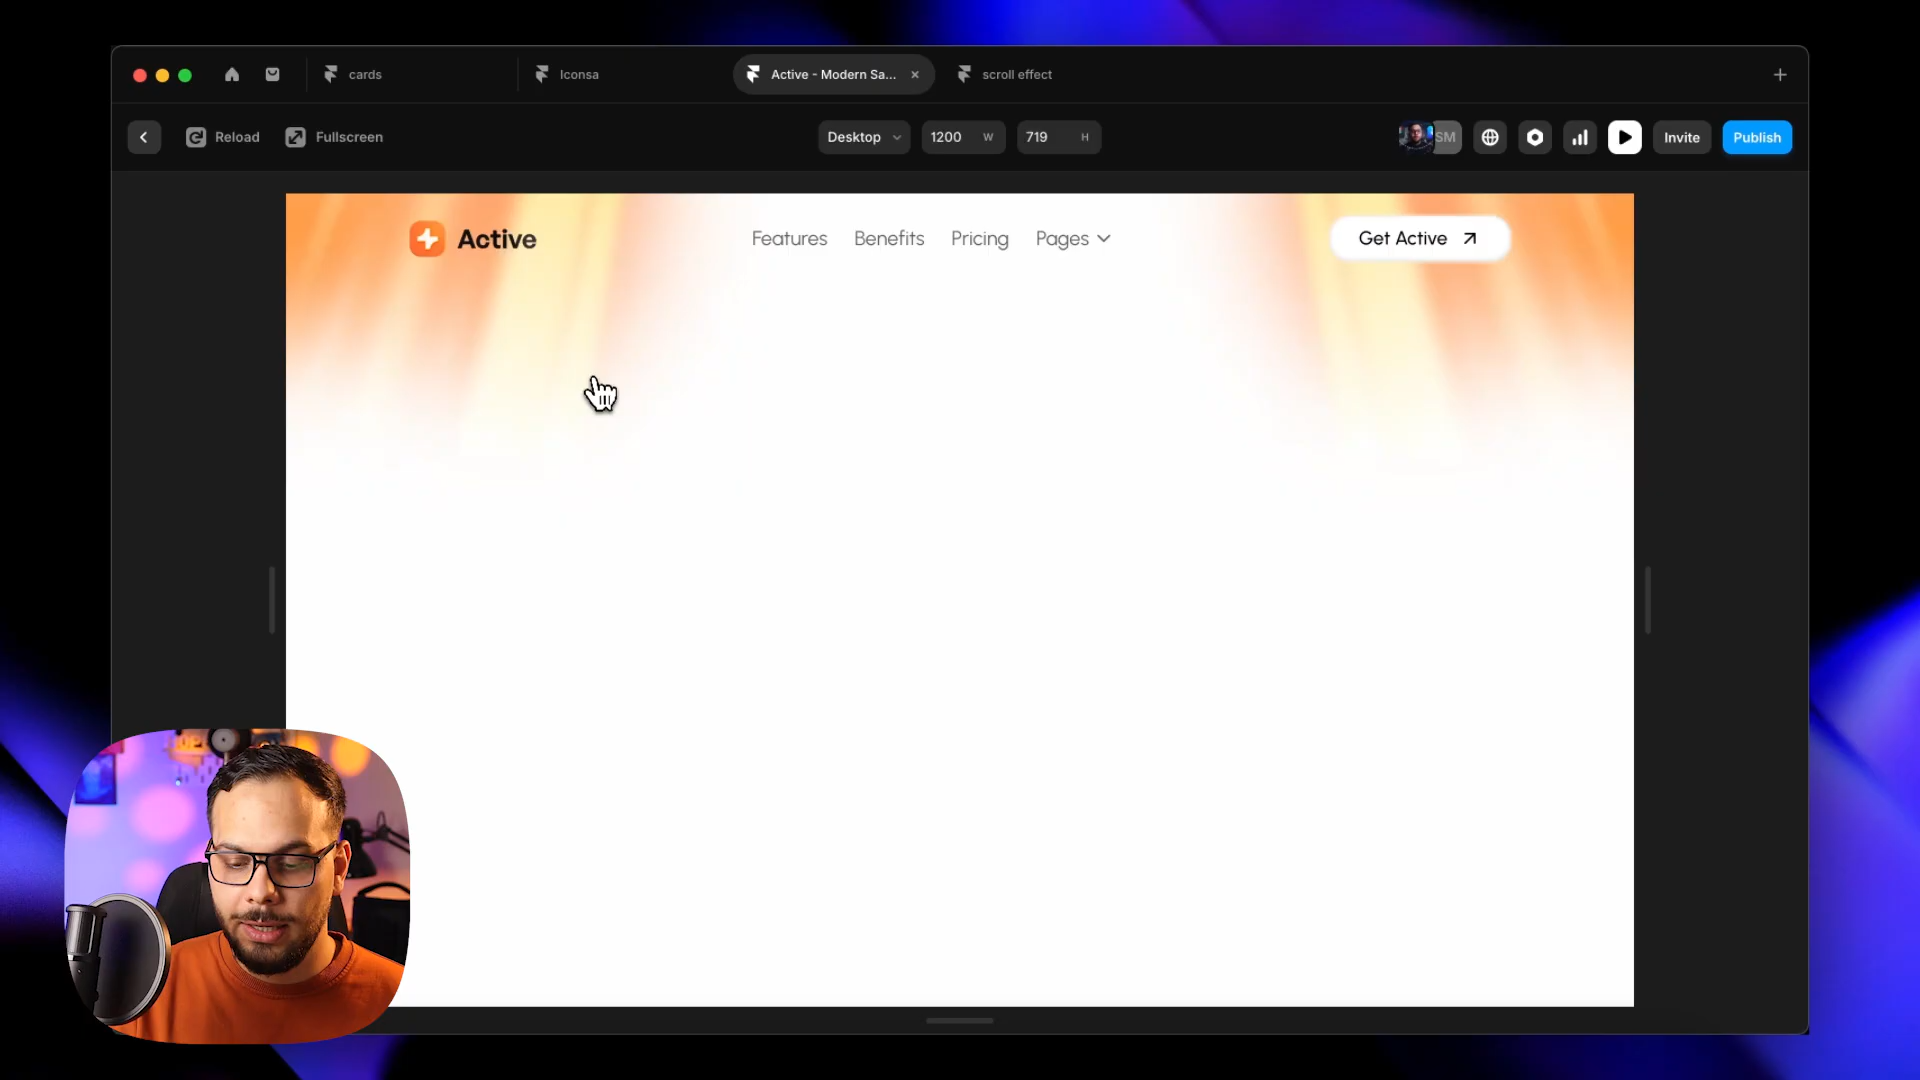 cards
Iconsa
Active - Modern Sa...
scroll effect
Reload
Fullscreen
Desktop
1200 W
719 H
SM
Invite
Publish
Active
Features
Benefits
Pricing
Pages
Get Active